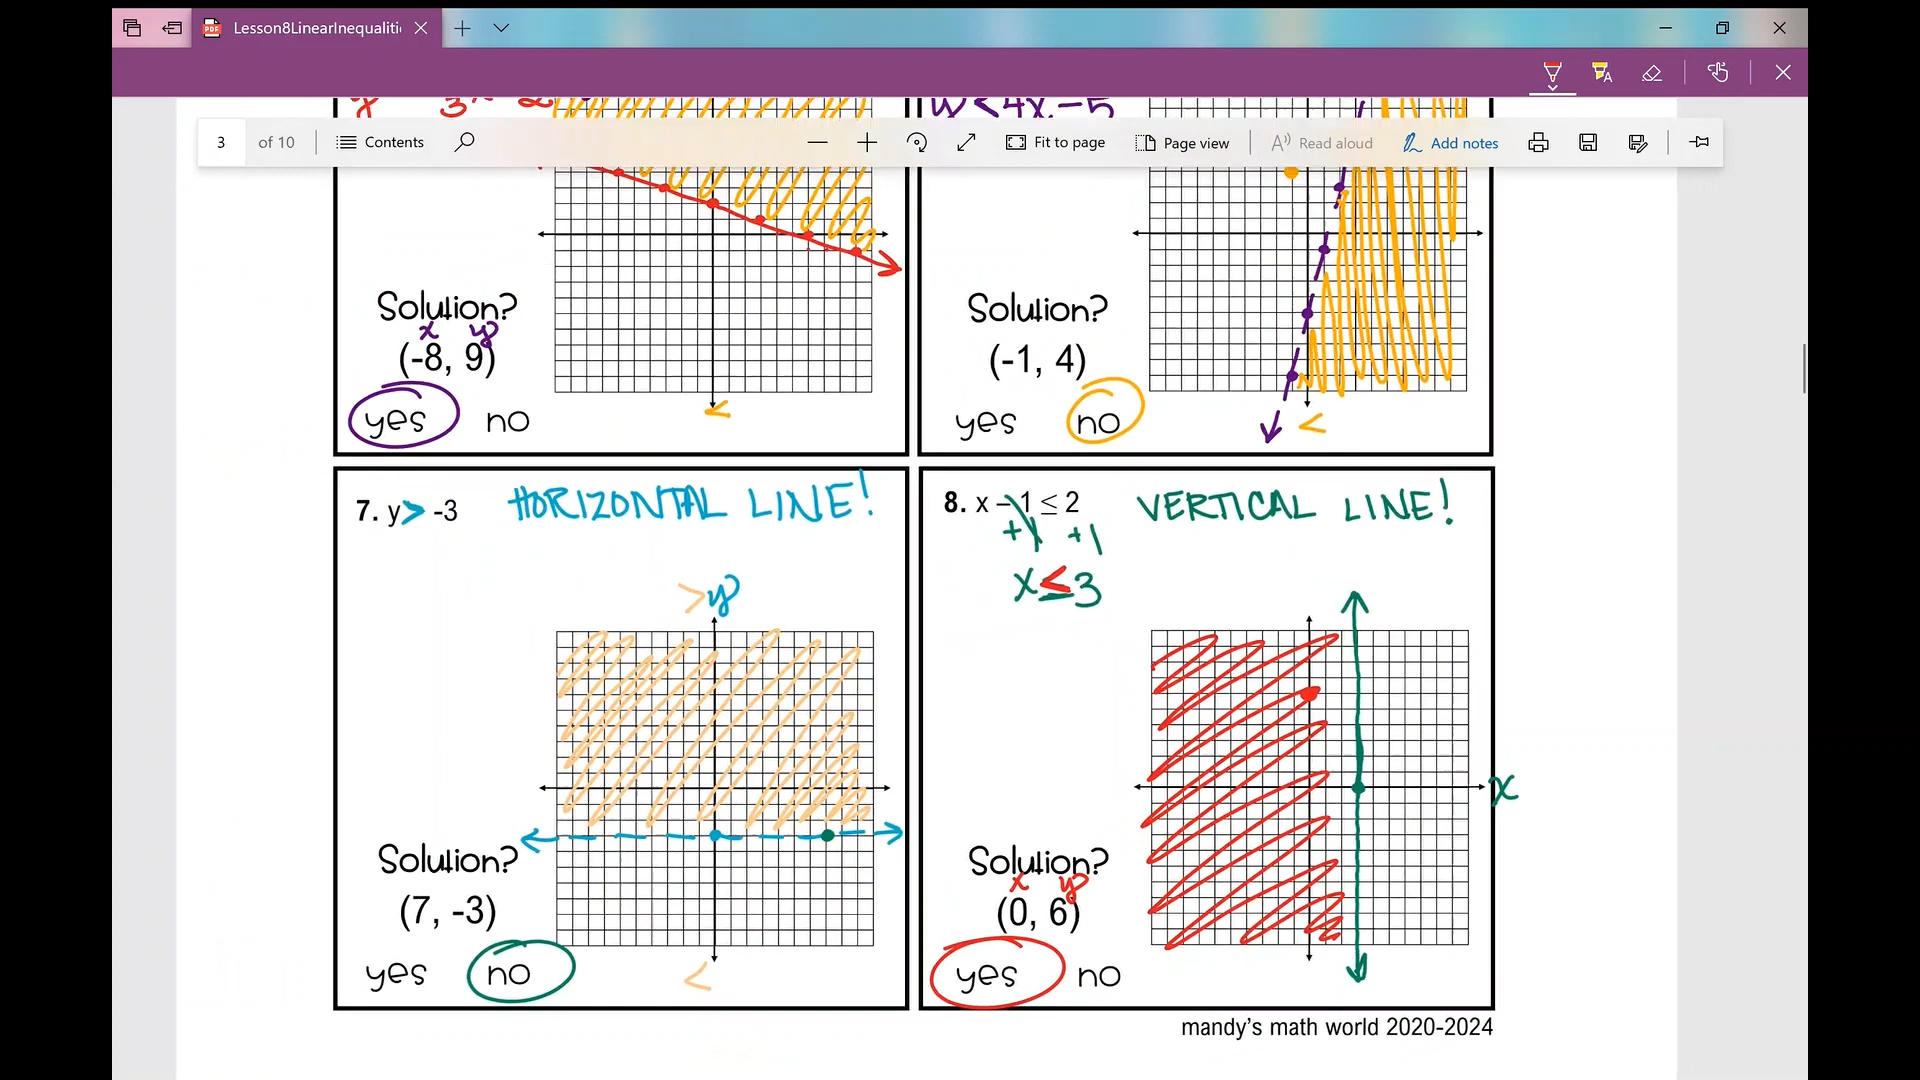 Lesson8LinearInequaliti
3 of 10 Contents Fit to page Page view Read aloud Add notes
y < 4x - 5
Solution?
x y
(-8, 9)
yes no
<
Solution?
(-1, 4)
yes no
<
7. y > -3 HORIZONTAL LINE!
> y
Solution?
(7, -3)
yes no
<
8. x - 1 ≤ 2 VERTICAL LINE!
+1 +1
x ≤ 3
x
Solution?
x y
(0, 6)
yes no
mandy's math world 2020-2024